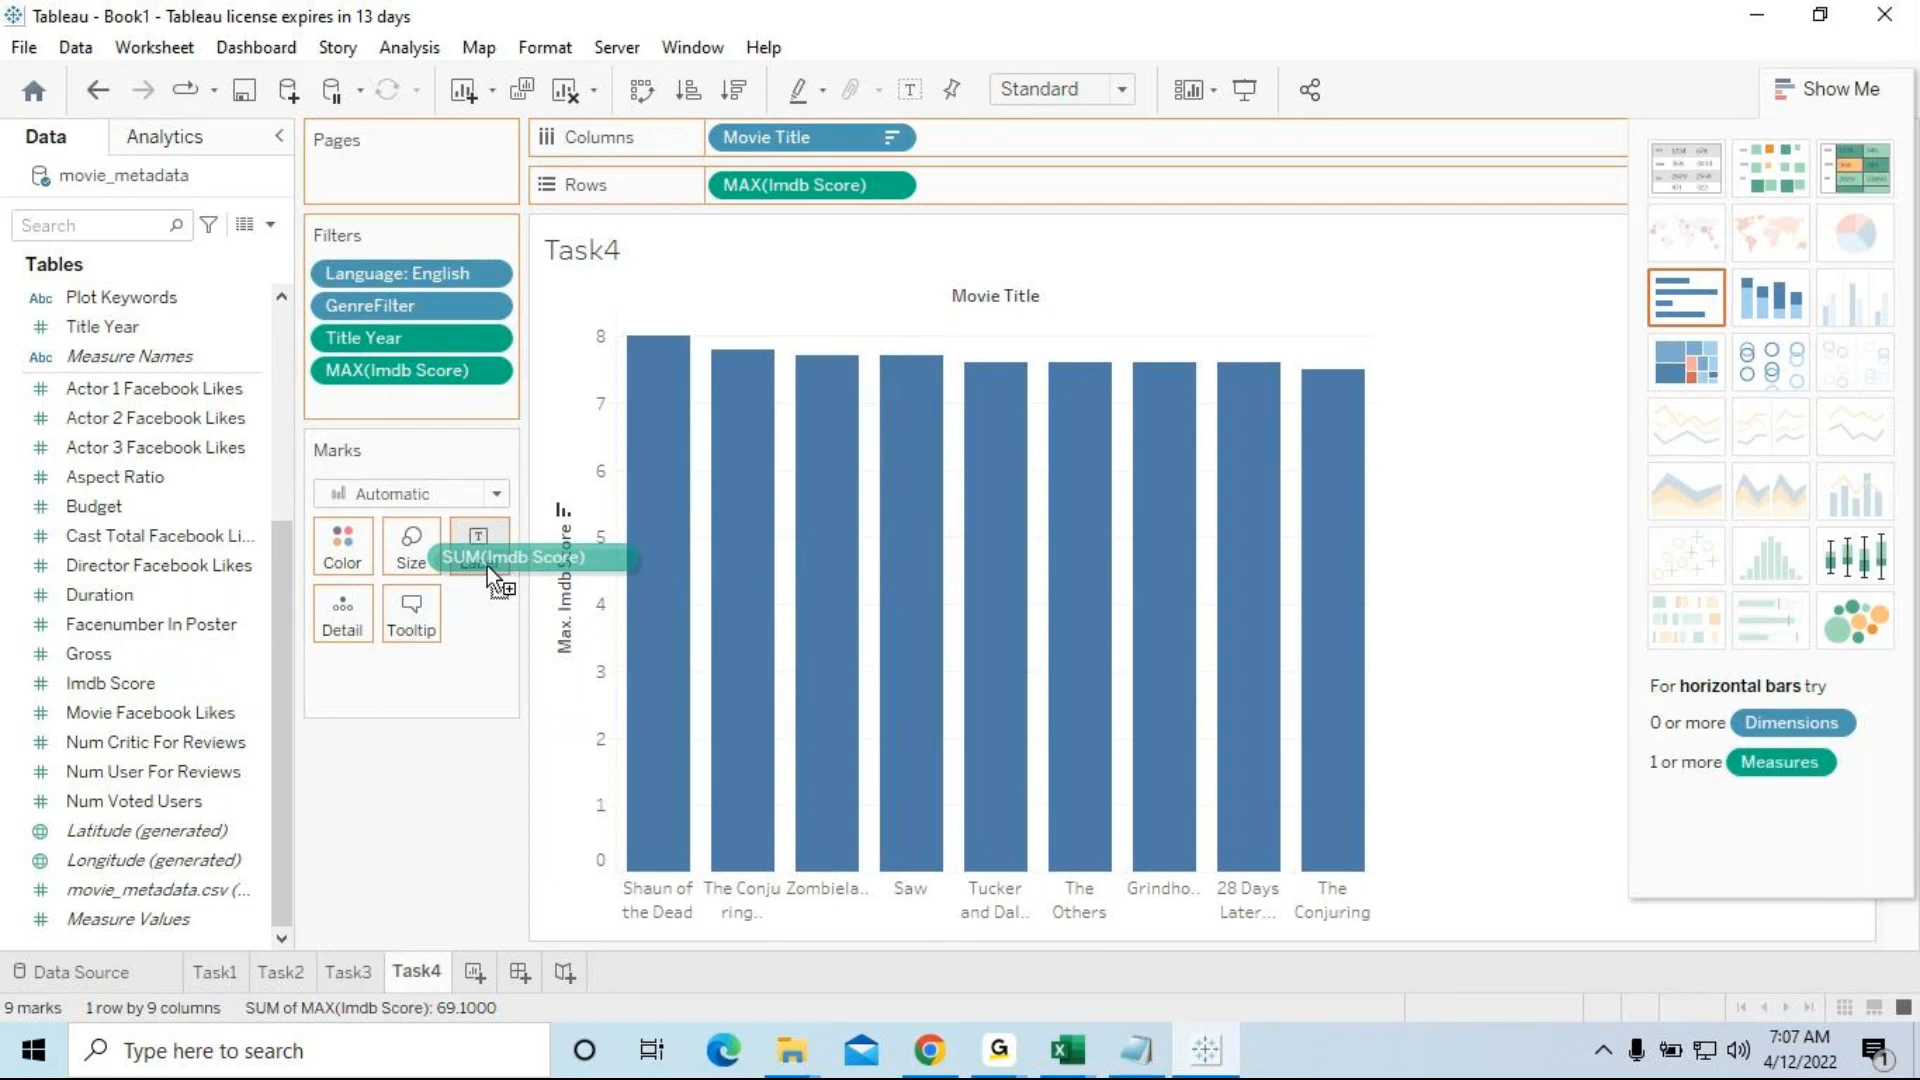 Tableau - Book1 - Tableau license expires in 13 days
File Data Worksheet Dashboard Story Analysis Map Format Server Window Help
Standard
Show Me
Data Analytics
movie_metadata
Search
Tables
Abc Plot Keywords
# Title Year
Abc Measure Names
# Actor 1 Facebook Likes
# Actor 2 Facebook Likes
# Actor 3 Facebook Likes
# Aspect Ratio
# Budget
# Cast Total Facebook Li...
# Director Facebook Likes
# Duration
# Facenumber In Poster
# Gross
# Imdb Score
# Movie Facebook Likes
# Num Critic For Reviews
# Num User For Reviews
# Num Voted Users
Latitude (generated)
Longitude (generated)
# movie_metadata.csv (...
# Measure Values
Pages
Filters
Language: English
GenreFilter
Title Year
MAX(Imdb Score)
Marks
Automatic
Color Size
SUM(Imdb Score)
Detail Tooltip
Columns Movie Title
Rows MAX(Imdb Score)
Task4
Movie Title
Max. Imdb Score
8
7
6
5
4
3
2
1
0
Shaun of the Dead
The Conju ring..
Zombiela..
Saw
Tucker and Dal..
The Others
Grindho..
28 Days Later...
The Conjuring
For horizontal bars try
0 or more Dimensions
1 or more Measures
Data Source Task1 Task2 Task3 Task4
9 marks 1 row by 9 columns SUM of MAX(Imdb Score): 69.1000
Type here to search
7:07 AM
4/12/2022
1